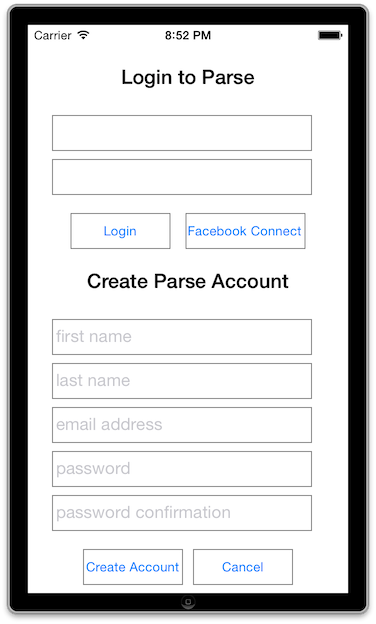 Carrier 8:52 PM
Login to Parse
Login Facebook Connect
Create Parse Account
first name
last name
email address
password
password confirmation
Create Account Cancel